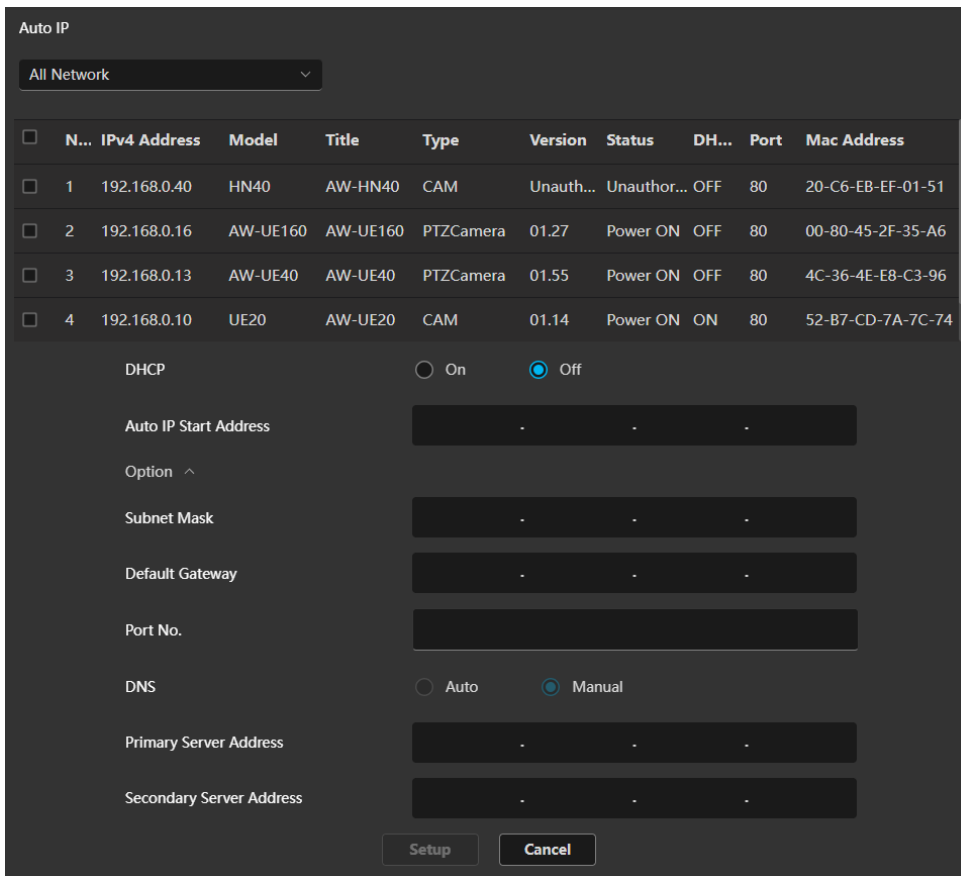 Auto IP
All Network
N... IPv4 Address Model Title Type Version Status DH... Port Mac Address
1 192.168.0.40 HN40 AW-HN40 CAM Unauth... Unauthor... OFF 80 20-C6-EB-EF-01-51
2 192.168.0.16 AW-UE160 AW-UE160 PTZCamera 01.27 Power ON OFF 80 00-80-45-2F-35-A6
3 192.168.0.13 AW-UE40 AW-UE40 PTZCamera 01.55 Power ON OFF 80 4C-36-4E-E8-C3-96
4 192.168.0.10 UE20 AW-UE20 CAM 01.14 Power ON ON 80 52-B7-CD-7A-7C-74
DHCP On Off
Auto IP Start Address . . .
Option
Subnet Mask . . .
Default Gateway . . .
Port No.
DNS Auto Manual
Primary Server Address . . .
Secondary Server Address . . .
Setup Cancel